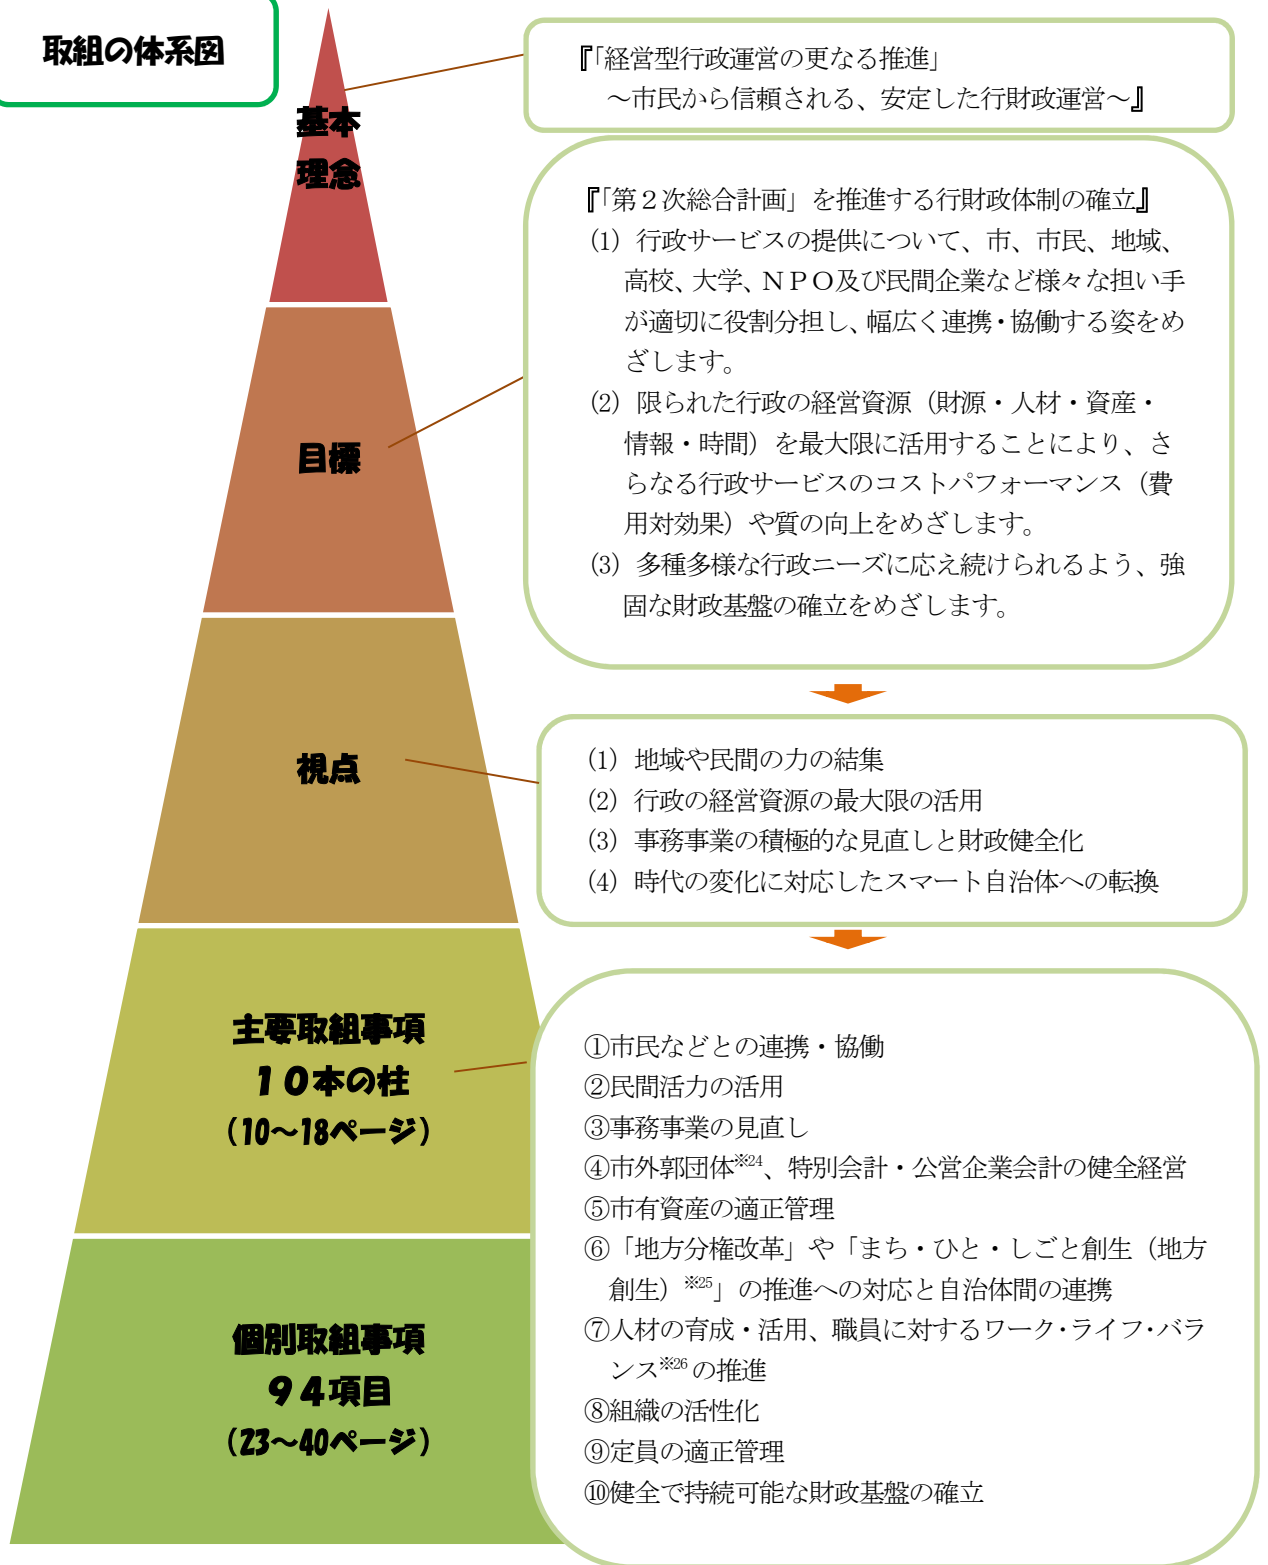 取組の体系図
基本
理念
『「経営型行政運営の更なる推進」
～市民から信頼される、安定した行財政運営～』
目標
『「第２次総合計画」を推進する行財政体制の確立』
(1) 行政サービスの提供について、市、市民、地域、
高校、大学、ＮＰＯ及び民間企業など様々な担い手
が適切に役割分担し、幅広く連携・協働する姿をめ
ざします。
(2) 限られた行政の経営資源（財源・人材・資産・
情報・時間）を最大限に活用することにより、さ
らなる行政サービスのコストパフォーマンス（費
用対効果）や質の向上をめざします。
(3) 多種多様な行政ニーズに応え続けられるよう、強
固な財政基盤の確立をめざします。
視点
(1) 地域や民間の力の結集
(2) 行政の経営資源の最大限の活用
(3) 事務事業の積極的な見直しと財政健全化
(4) 時代の変化に対応したスマート自治体への転換
主要取組事項
１０本の柱
（10～18ページ）
①市民などとの連携・協働
②民間活力の活用
③事務事業の見直し
④市外郭団体※24、特別会計・公営企業会計の健全経営
⑤市有資産の適正管理
⑥「地方分権改革」や「まち・ひと・しごと創生（地方
創生）※25」の推進への対応と自治体間の連携
⑦人材の育成・活用、職員に対するワーク・ライフ・バラ
ンス※26の推進
⑧組織の活性化
⑨定員の適正管理
⑩健全で持続可能な財政基盤の確立
個別取組事項
９４項目
（23～40ページ）